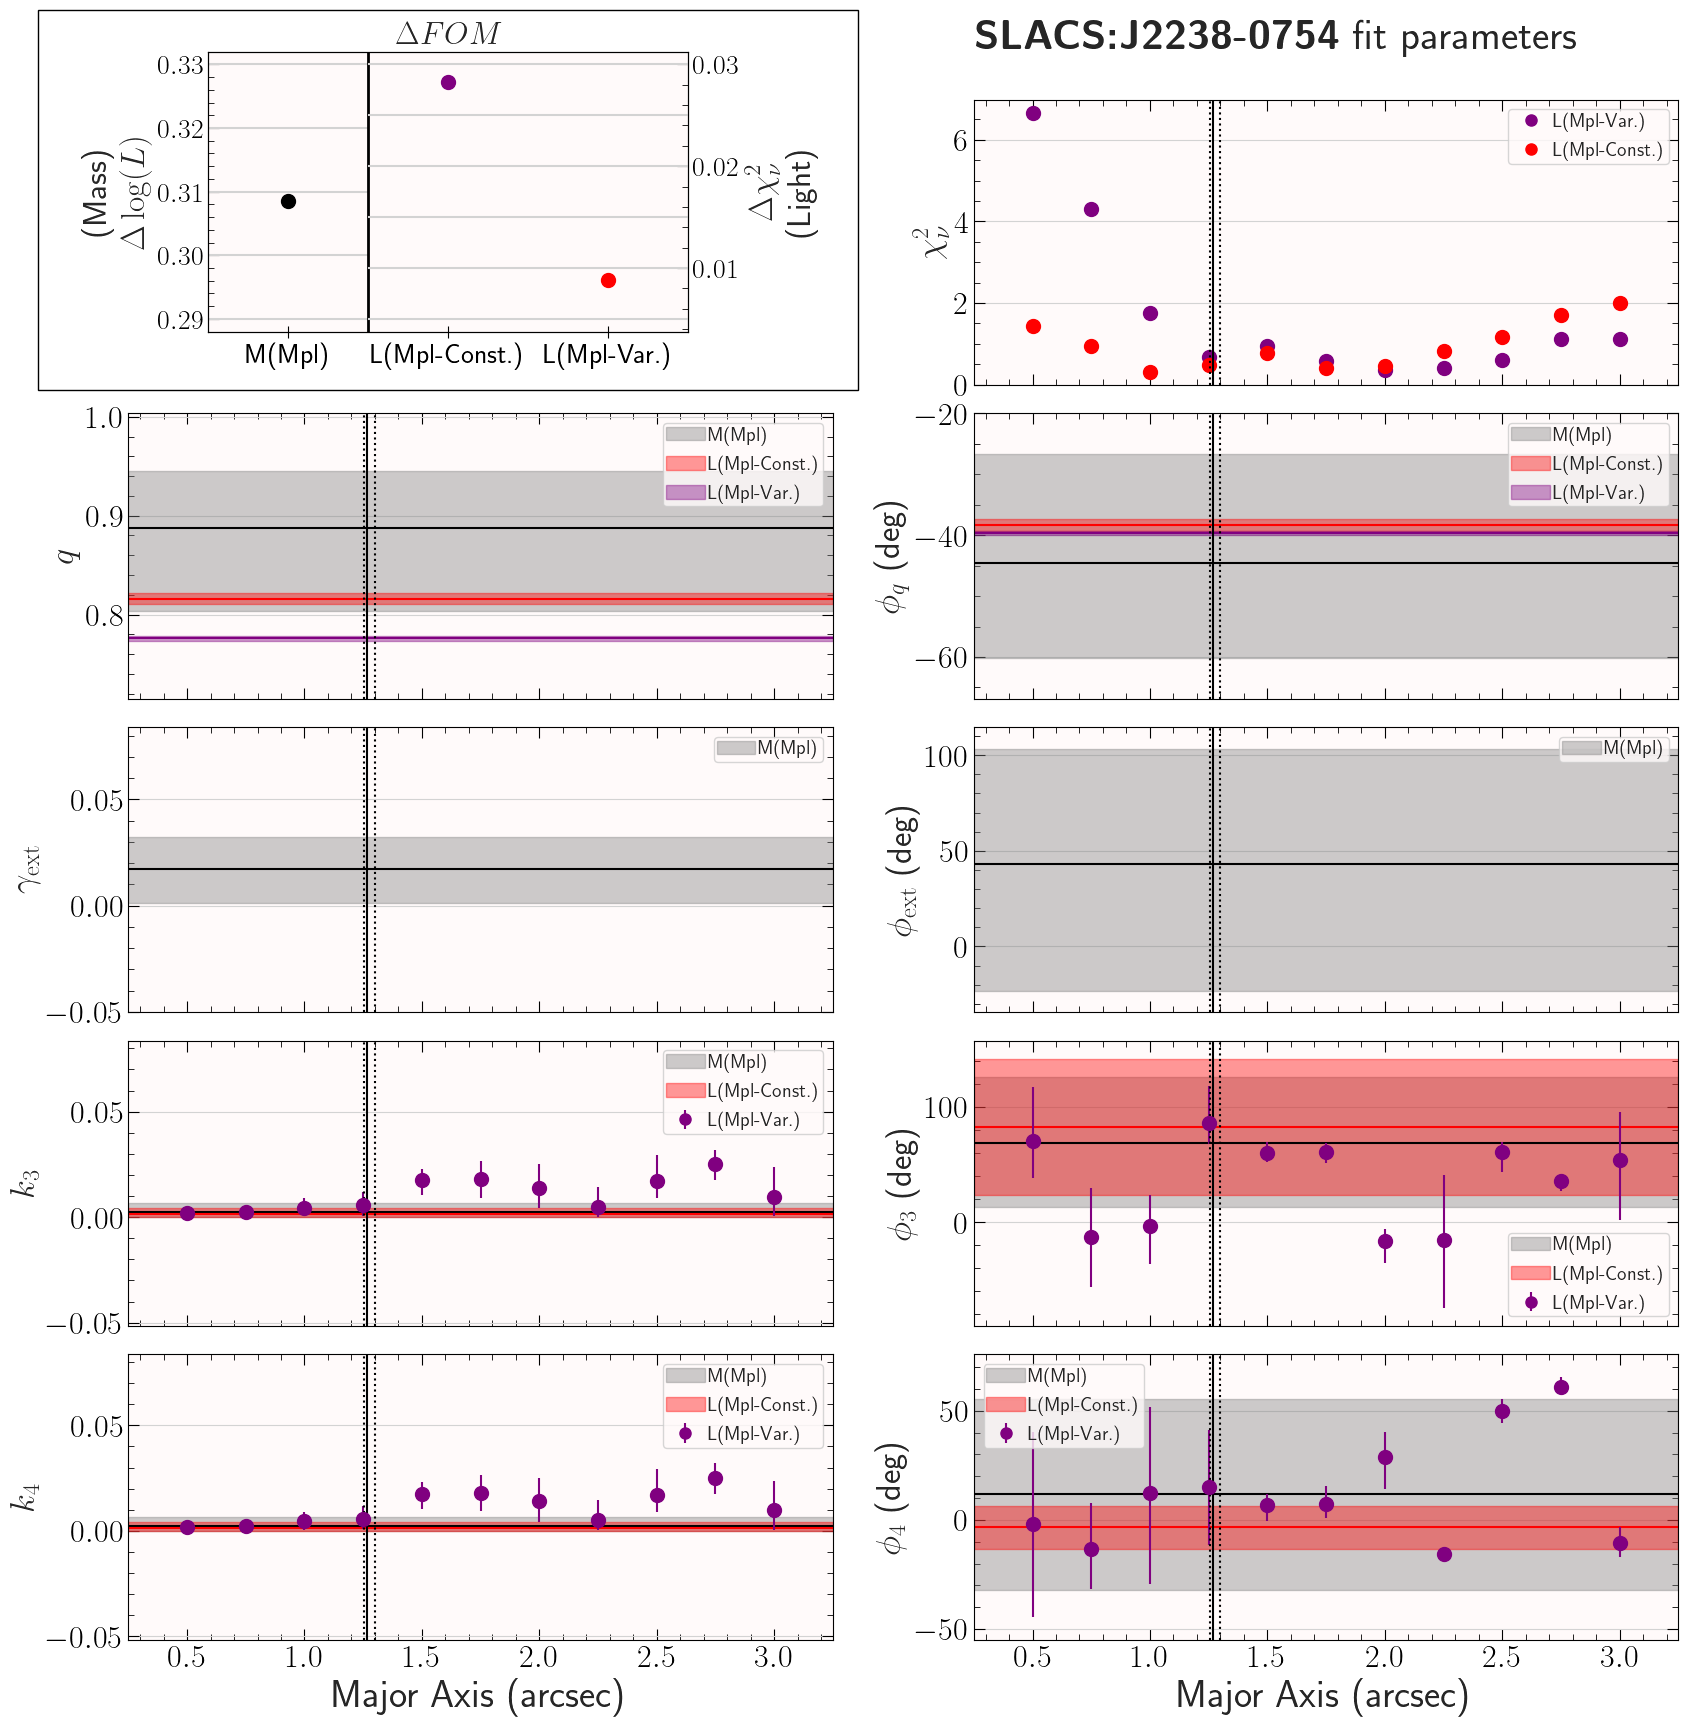 SLACS:J2238-0754 fit parameters
ΔFOM
(Mass)
Δ log(L)
0.33
0.32
0.31
0.30
0.29
0.03
0.02
0.01
Δχ²ᵥ
(Light)
M(Mpl) L(Mpl-Const.) L(Mpl-Var.)
χ²ᵥ
6
4
2
0
L(Mpl-Var.)
L(Mpl-Const.)
q
1.0
0.9
0.8
M(Mpl)
L(Mpl-Const.)
L(Mpl-Var.)
ϕq (deg)
−20
−40
−60
M(Mpl)
L(Mpl-Const.)
L(Mpl-Var.)
γext
0.05
0.00
−0.05
M(Mpl)
ϕext (deg)
100
50
0
M(Mpl)
k₃
0.05
0.00
−0.05
M(Mpl)
L(Mpl-Const.)
L(Mpl-Var.)
ϕ₃ (deg)
100
0
M(Mpl)
L(Mpl-Const.)
L(Mpl-Var.)
k₄
0.05
0.00
−0.05
M(Mpl)
L(Mpl-Const.)
L(Mpl-Var.)
0.5 1.0 1.5 2.0 2.5 3.0
Major Axis (arcsec)
ϕ₄ (deg)
50
0
−50
M(Mpl)
L(Mpl-Const.)
L(Mpl-Var.)
0.5 1.0 1.5 2.0 2.5 3.0
Major Axis (arcsec)